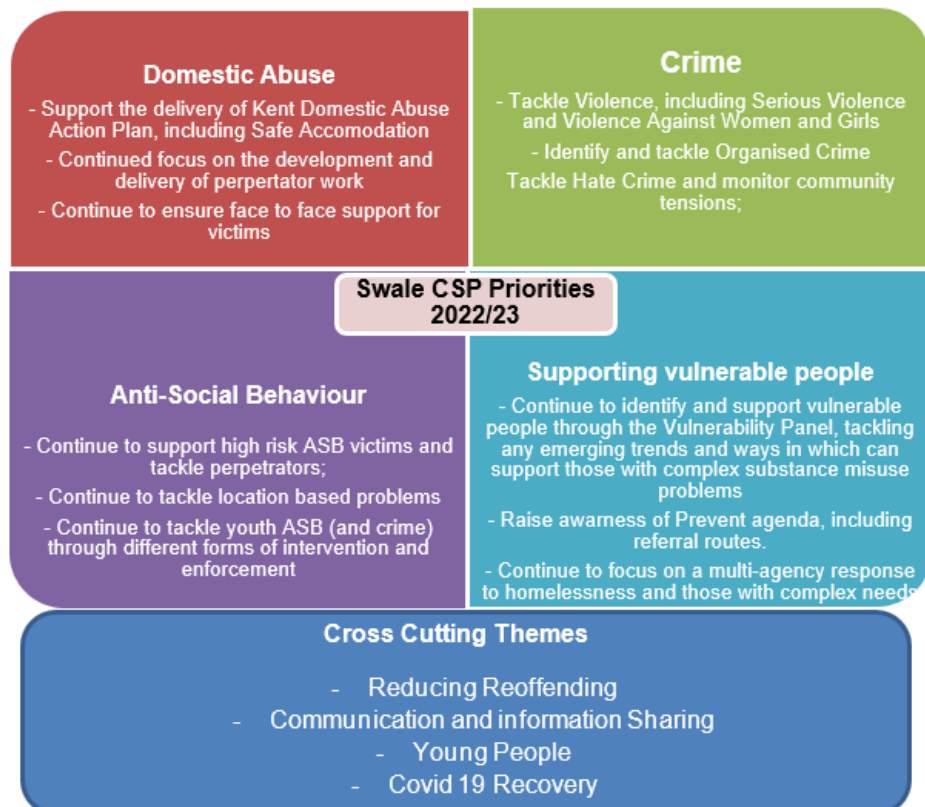 Domestic Abuse
- Support the delivery of Kent Domestic Abuse
Action Plan, including Safe Accomodation
- Continued focus on the development and
delivery of perpertator work
- Continue to ensure face to face support for
victims
Crime
- Tackle Violence, including Serious Violence
and Violence Against Women and Girls
- Identify and tackle Organised Crime
Tackle Hate Crime and monitor community
tensions;
Swale CSP Priorities
2022/23
Anti-Social Behaviour
- Continue to support high risk ASB victims and
tackle perpetrators;
- Continue to tackle location based problems
- Continue to tackle youth ASB (and crime)
through different forms of intervention and
enforcement
Supporting vulnerable people
- Continue to identify and support vulnerable
people through the Vulnerability Panel, tackling
any emerging trends and ways in which can
support those with complex substance misuse
problems
- Raise awarness of Prevent agenda, including
referral routes.
- Continue to focus on a multi-agency response
to homelessness and those with complex needs
Cross Cutting Themes
- Reducing Reoffending
- Communication and information Sharing
- Young People
- Covid 19 Recovery